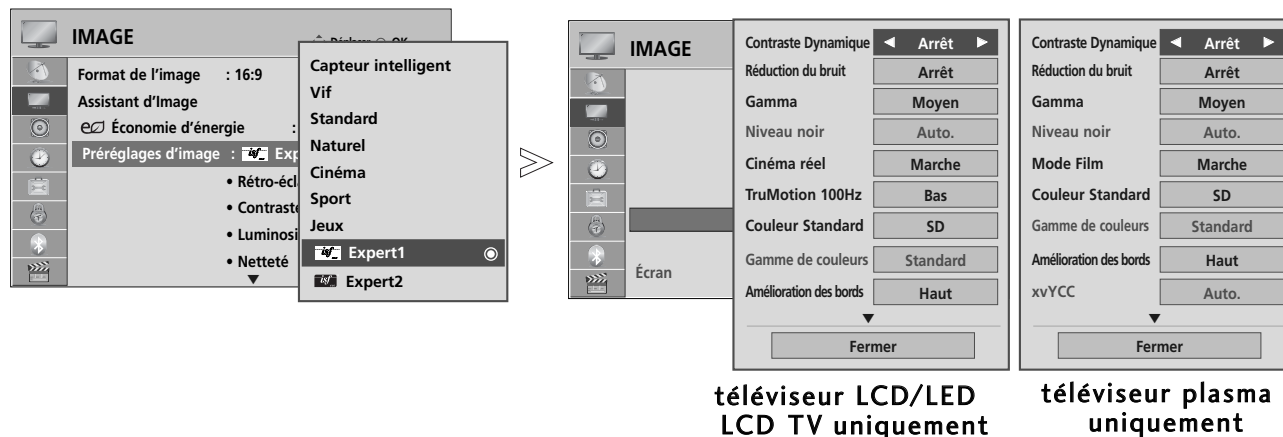 IMAGE
Déplacer OK
Format de l'image : 16:9
Assistant d'Image
Économie d'énergie :
Préréglages d'image : Exp
• Rétro-écl
• Contraste
• Luminosi
• Netteté
Capteur intelligent
Vif
Standard
Naturel
Cinéma
Sport
Jeux
isf Expert1
isf Expert2
IMAGE
Écran
Contraste Dynamique Arrêt
Réduction du bruit Arrêt
Gamma Moyen
Niveau noir Auto.
Cinéma réel Marche
TruMotion 100Hz Bas
Couleur Standard SD
Gamme de couleurs Standard
Amélioration des bords Haut
Fermer
téléviseur LCD/LED
LCD TV uniquement
Contraste Dynamique Arrêt
Réduction du bruit Arrêt
Gamma Moyen
Niveau noir Auto.
Mode Film Marche
Couleur Standard SD
Gamme de couleurs Standard
Amélioration des bords Haut
xvYCC Auto.
Fermer
téléviseur plasma
uniquement